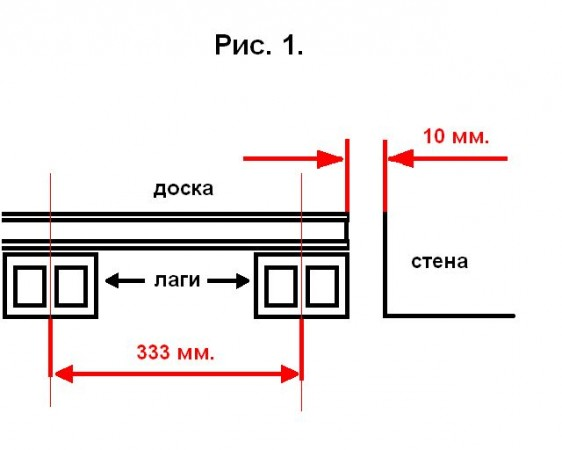 Рис. 1.
10 мм.
доска
стена
лаги
333 мм.